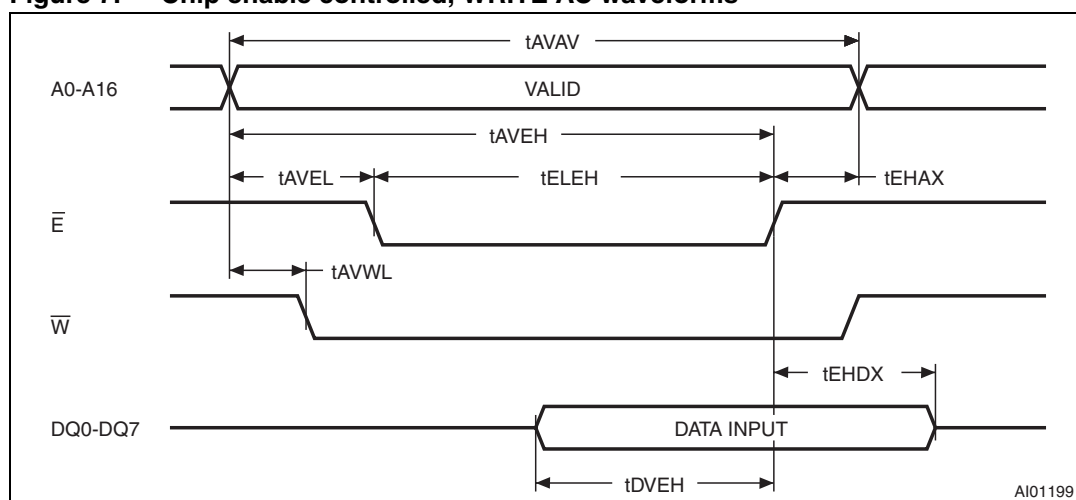 Figure 7. Chip enable controlled, WRITE AC waveforms
tAVAV
A0-A16
VALID
tAVEH
tAVEL
tELEH
tEHAX
E̅
tAVWL
W̅
tEHDX
DQ0-DQ7
DATA INPUT
tDVEH
AI01199